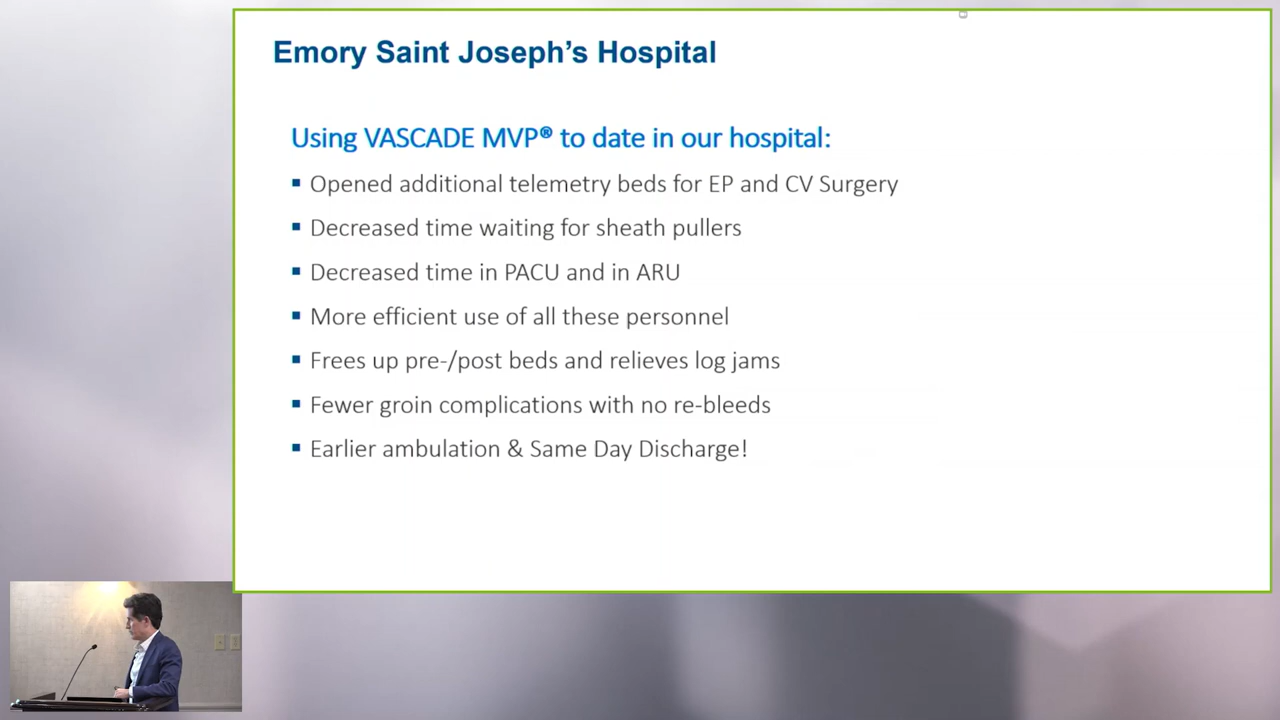 Emory Saint Joseph's Hospital
Using VASCADE MVP® to date in our hospital:
▪ Opened additional telemetry beds for EP and CV Surgery
▪ Decreased time waiting for sheath pullers
▪ Decreased time in PACU and in ARU
▪ More efficient use of all these personnel
▪ Frees up pre-/post beds and relieves log jams
▪ Fewer groin complications with no re-bleeds
▪ Earlier ambulation & Same Day Discharge!